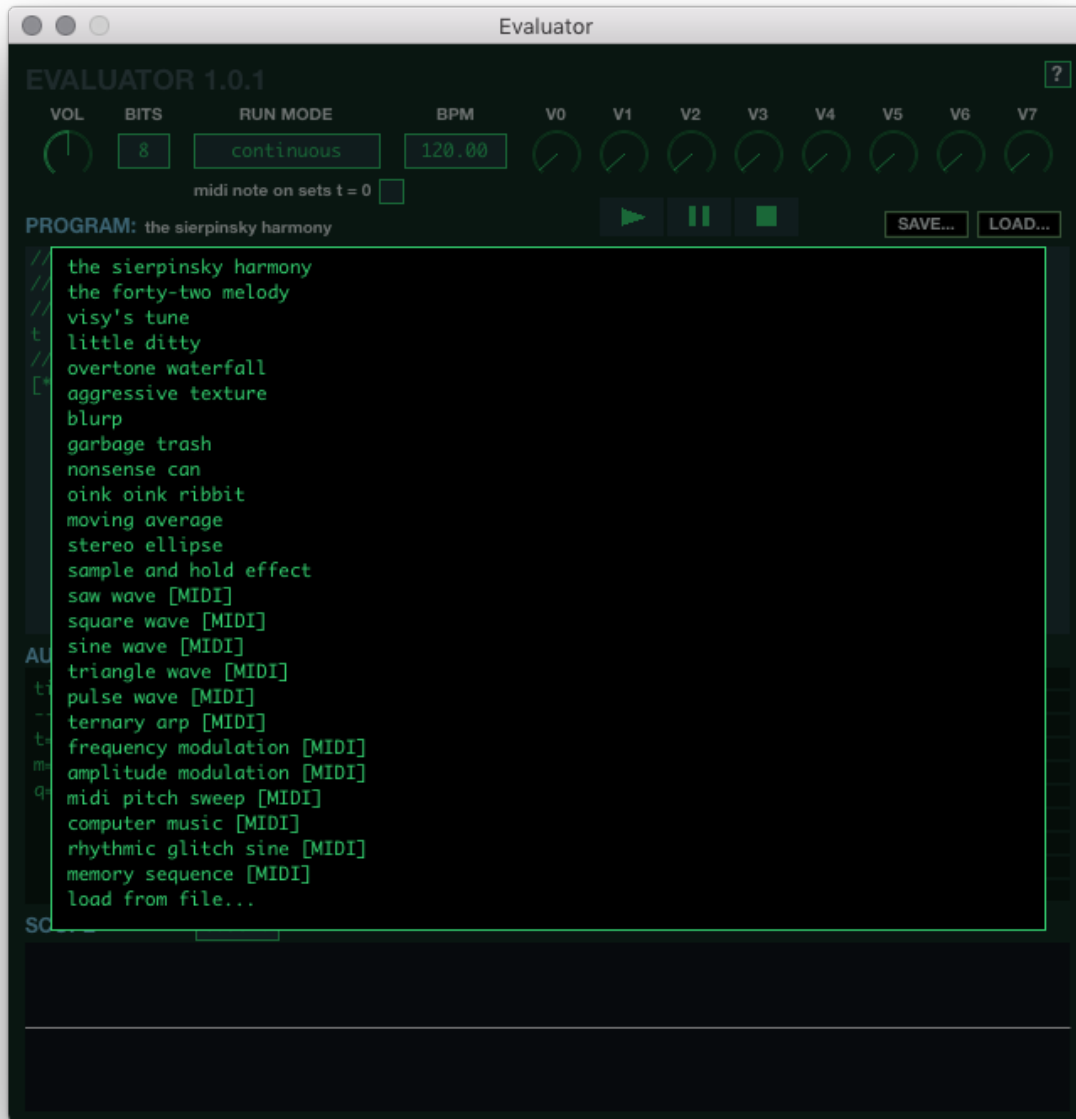 Evaluator
EVALUATOR 1.0.1
?
VOL BITS RUN MODE BPM V0 V1 V2 V3 V4 V5 V6 V7
8 continuous 120.00
midi note on sets t = 0
PROGRAM: the sierpinsky harmony SAVE... LOAD...
//
//
//
t
//
[*
the sierpinsky harmony
the forty-two melody
visy's tune
little ditty
overtone waterfall
aggressive texture
blurp
garbage trash
nonsense can
oink oink ribbit
moving average
stereo ellipse
sample and hold effect
saw wave [MIDI]
square wave [MIDI]
sine wave [MIDI]
triangle wave [MIDI]
pulse wave [MIDI]
ternary arp [MIDI]
frequency modulation [MIDI]
amplitude modulation [MIDI]
midi pitch sweep [MIDI]
computer music [MIDI]
rhythmic glitch sine [MIDI]
memory sequence [MIDI]
load from file...
AU
ti
--
t=
m=
q=